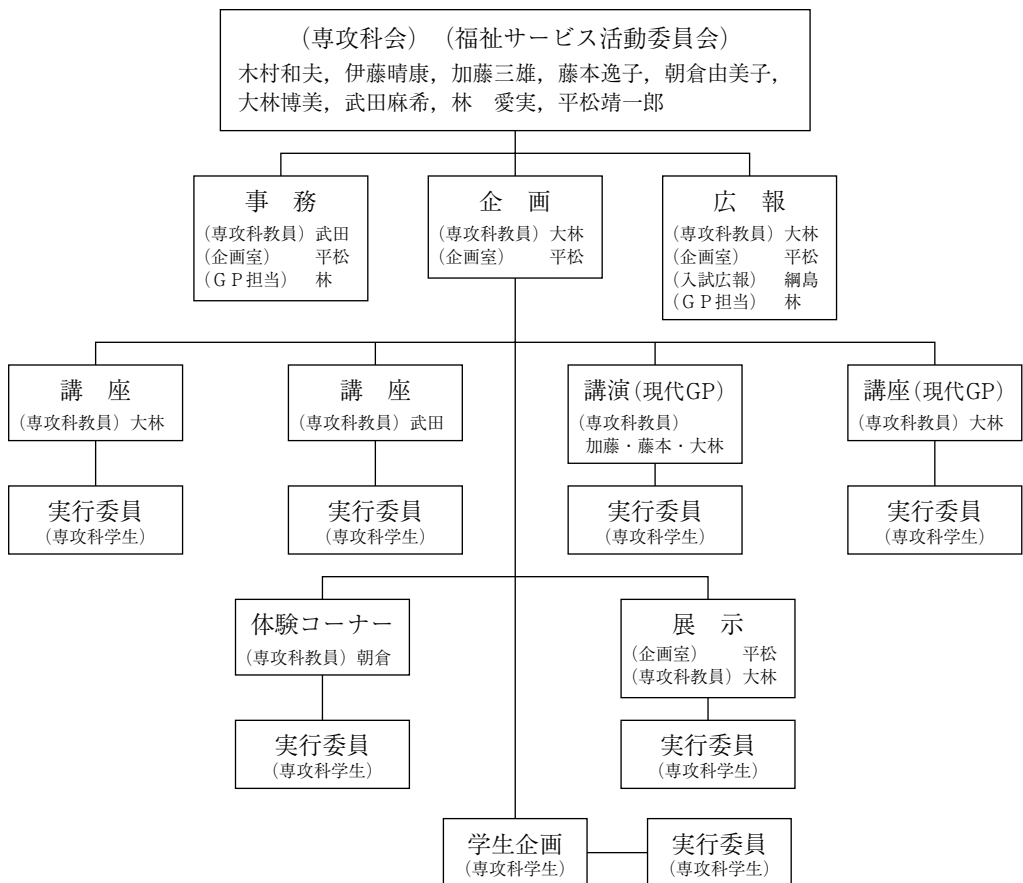 （専攻科会）（福祉サービス活動委員会）
木村和夫，伊藤晴康，加藤三雄，藤本逸子，朝倉由美子，
大林博美，武田麻希，林　愛実，平松靖一郎
事　務
（専攻科教員）武田
（企画室）　　平松
（ＧＰ担当）　林
企　画
（専攻科教員）大林
（企画室）　　平松
広　報
（専攻科教員）大林
（企画室）　　平松
（入試広報）　綱島
（ＧＰ担当）　林
講　座
（専攻科教員）大林
講　座
（専攻科教員）武田
講演（現代GP）
（専攻科教員）
加藤・藤本・大林
講座（現代GP）
（専攻科教員）大林
実行委員
（専攻科学生）
実行委員
（専攻科学生）
実行委員
（専攻科学生）
実行委員
（専攻科学生）
体験コーナー
（専攻科教員）朝倉
展　示
（企画室）　　平松
（専攻科教員）大林
実行委員
（専攻科学生）
実行委員
（専攻科学生）
学生企画
（専攻科学生）
実行委員
（専攻科学生）